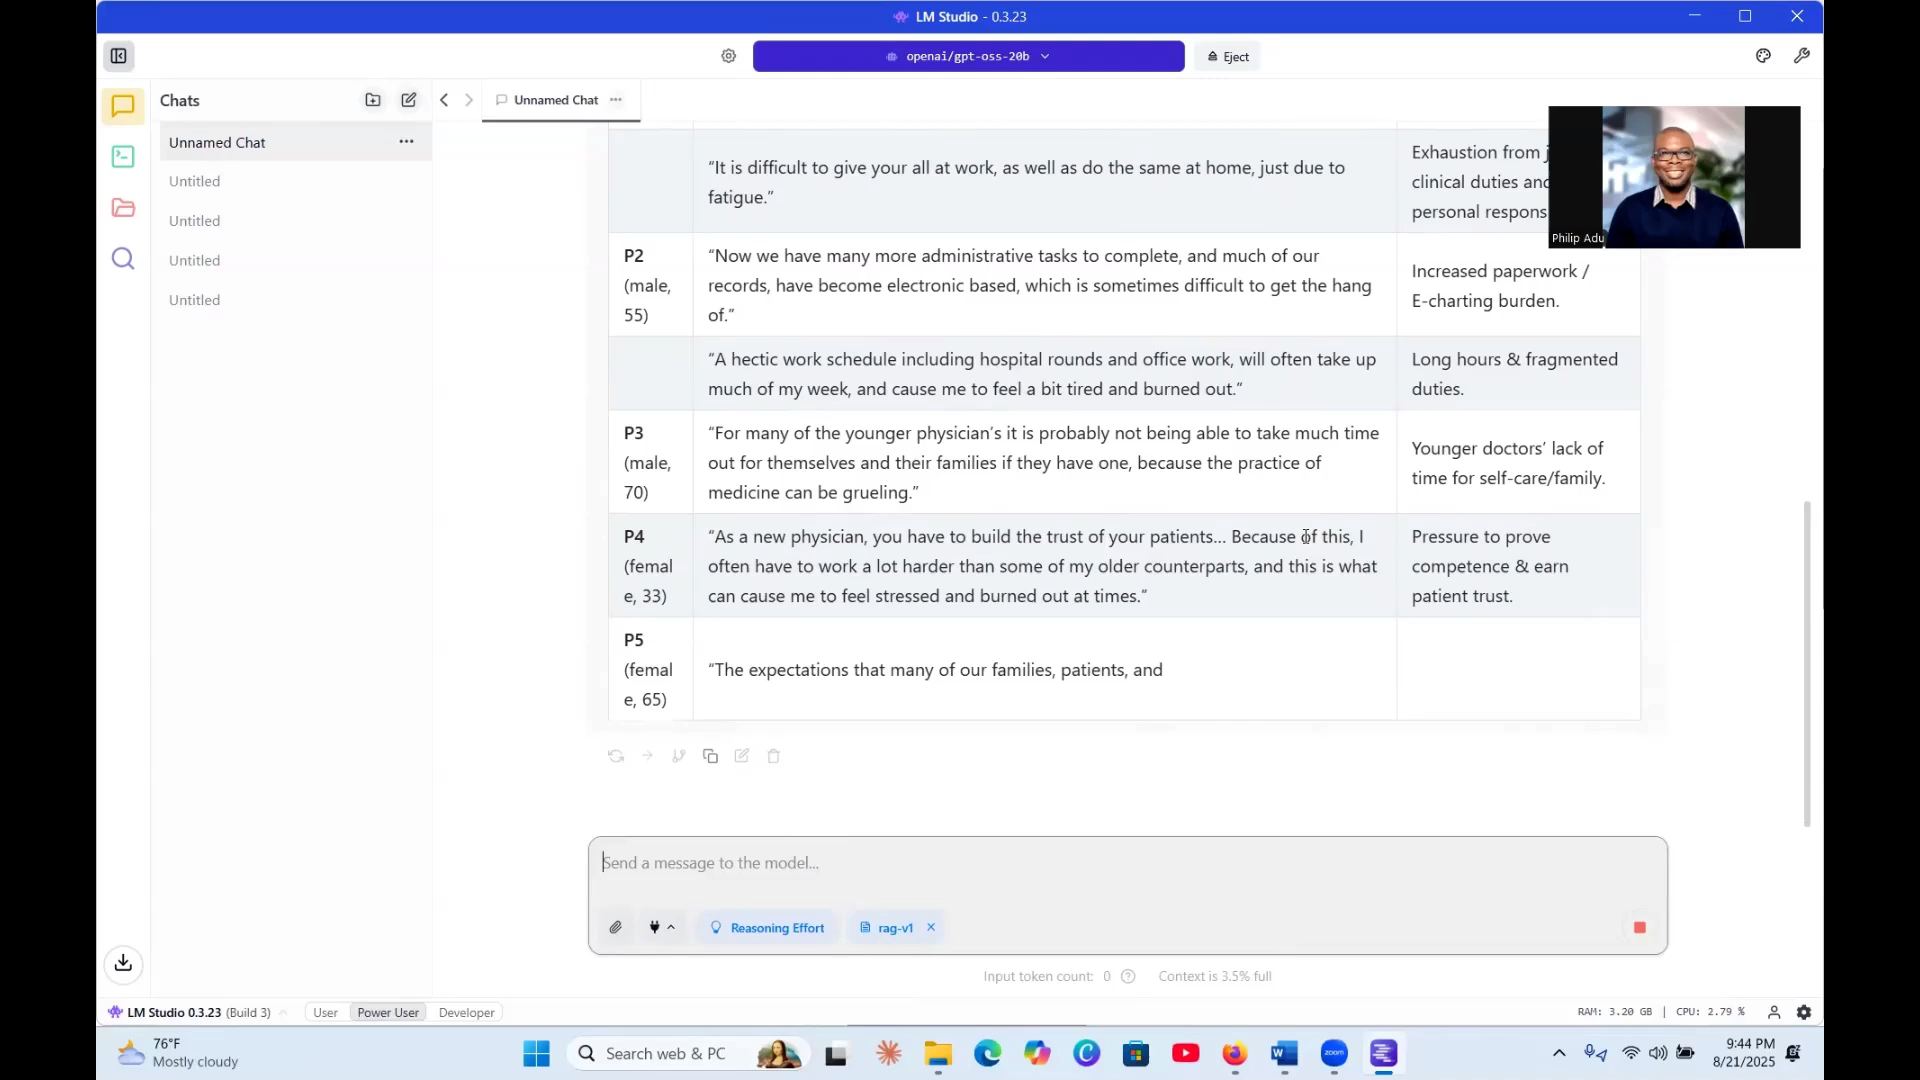 LM Studio - 0.3.23
openai/gpt-oss-20b
Eject
Chats
Unnamed Chat
Unnamed Chat
Untitled
Untitled
Untitled
Untitled
“It is difficult to give your all at work, as well as do the same at home, just due to
fatigue.”
Exhaustion from
clinical duties and
personal respons
Philip Adu
P2
(male,
55)
“Now we have many more administrative tasks to complete, and much of our
records, have become electronic based, which is sometimes difficult to get the hang
of.”
Increased paperwork /
E-charting burden.
“A hectic work schedule including hospital rounds and office work, will often take up
much of my week, and cause me to feel a bit tired and burned out.”
Long hours & fragmented
duties.
P3
(male,
70)
“For many of the younger physician’s it is probably not being able to take much time
out for themselves and their families if they have one, because the practice of
medicine can be grueling.”
Younger doctors’ lack of
time for self-care/family.
P4
(femal
e, 33)
“As a new physician, you have to build the trust of your patients… Because of this, I
often have to work a lot harder than some of my older counterparts, and this is what
can cause me to feel stressed and burned out at times.”
Pressure to prove
competence & earn
patient trust.
P5
(femal
e, 65)
“The expectations that many of our families, patients, and
Send a message to the model...
Reasoning Effort
rag-v1
Input token count: 0
Context is 3.5% full
LM Studio 0.3.23 (Build 3)
User
Power User
Developer
RAM: 3.20 GB | CPU: 2.79 %
76°F
Mostly cloudy
Search web & PC
zoom
9:44 PM
8/21/2025